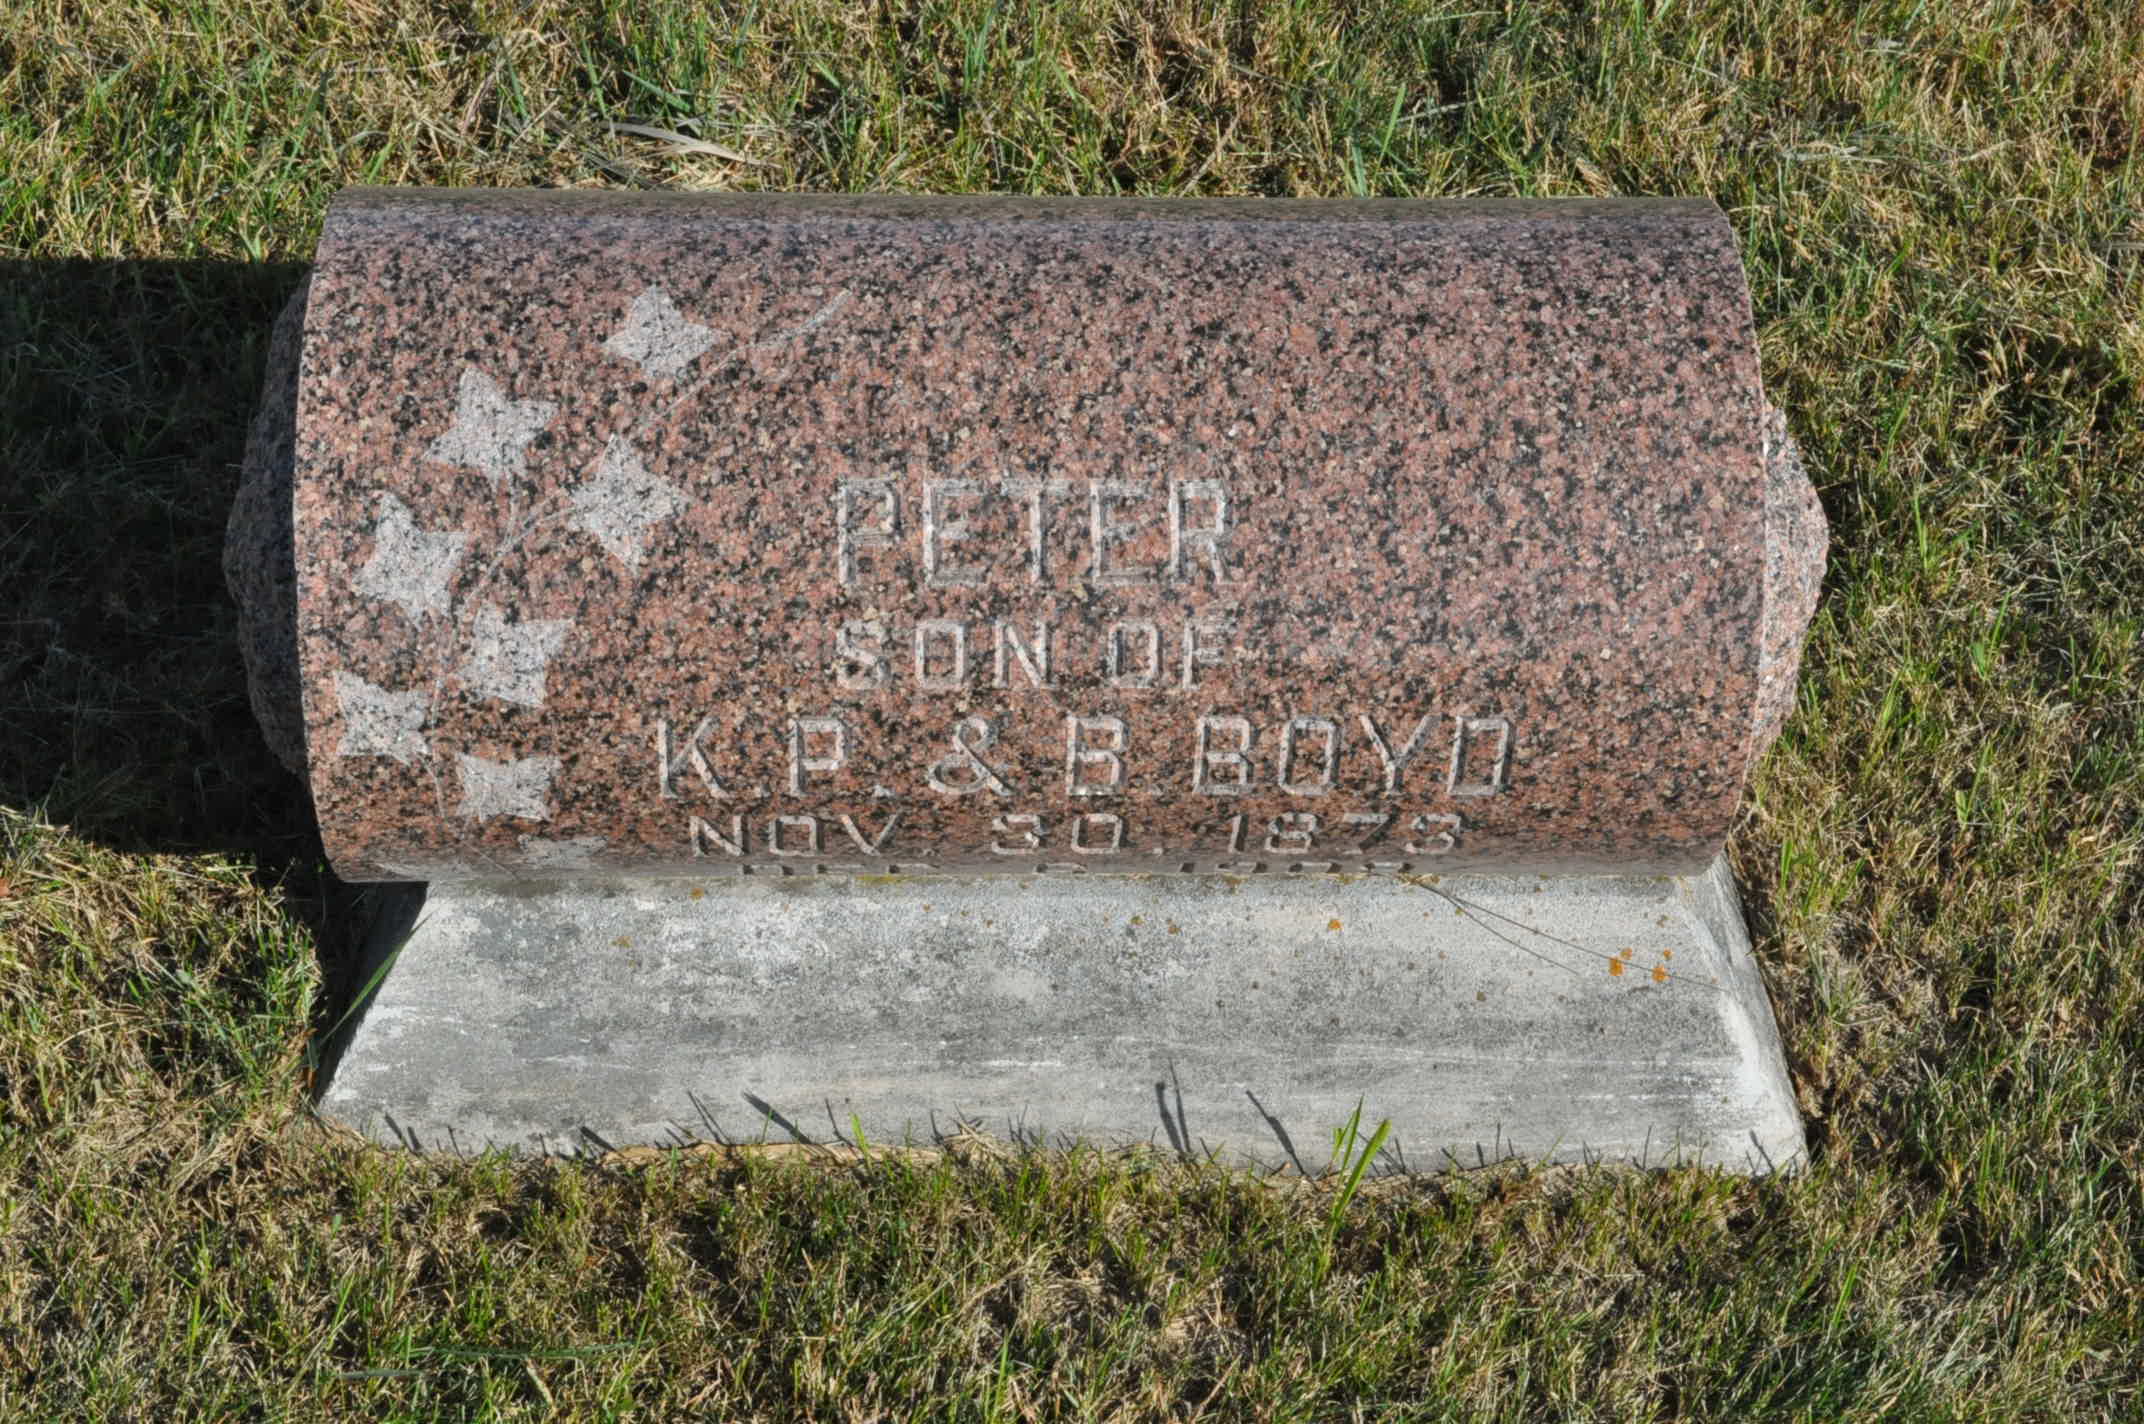 PETER
SON OF
K.P. & B. BOYD
NOV. 30. 1873